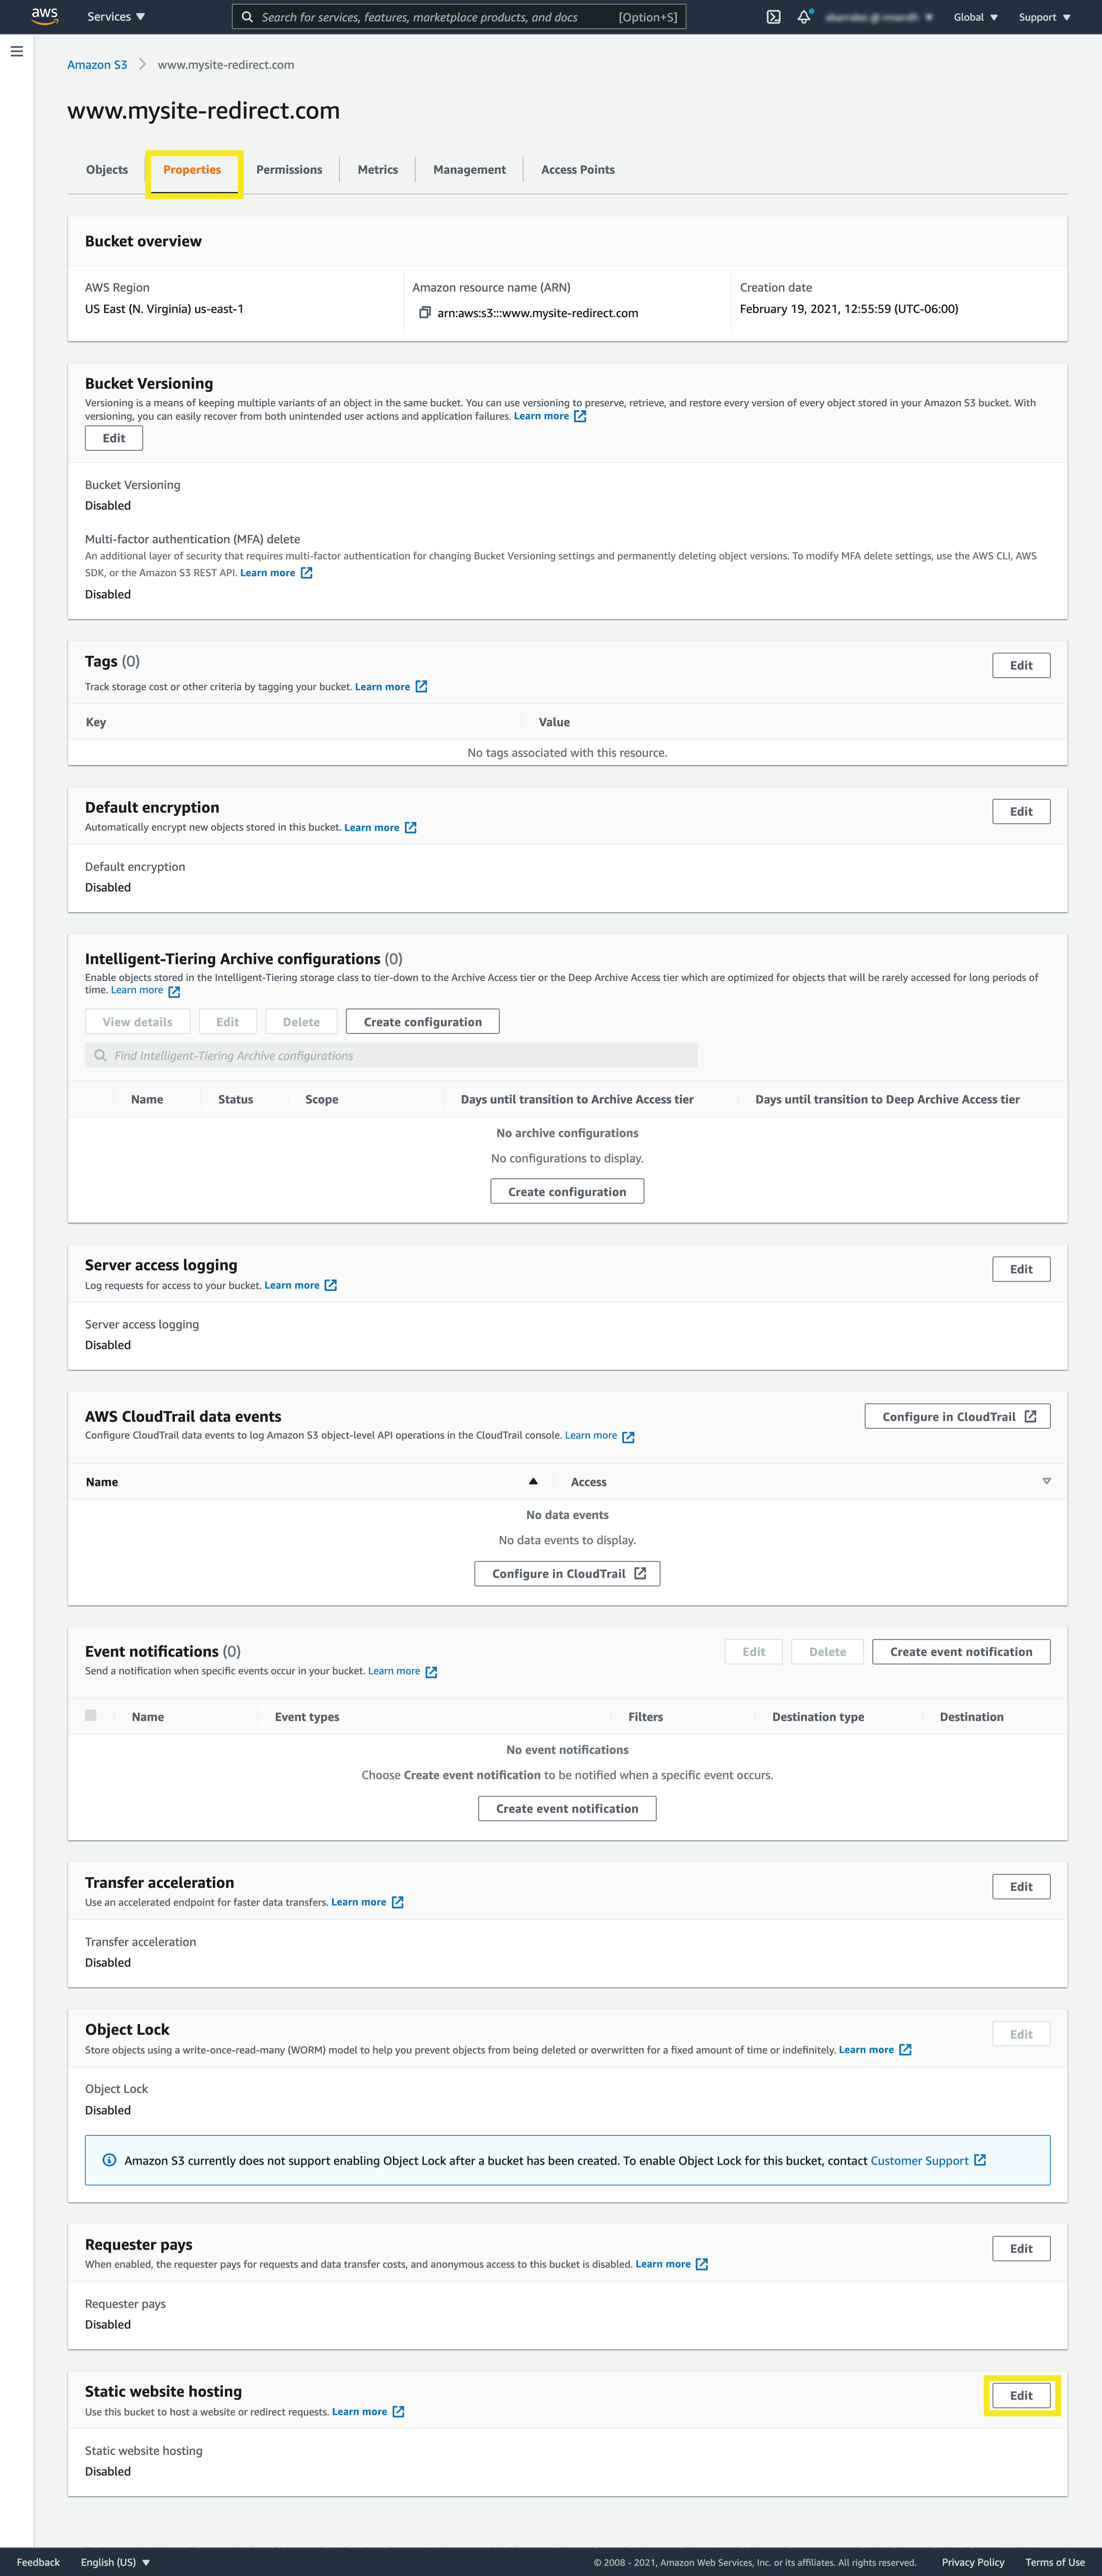 aws
Services
Search for services, features, marketplace products, and docs
[Option+S]
Global
Support
Amazon S3
www.mysite-redirect.com
www.mysite-redirect.com
Objects
Properties
Permissions
Metrics
Management
Access Points
Bucket overview
AWS Region
US East (N. Virginia) us-east-1
Amazon resource name (ARN)
arn:aws:s3:::www.mysite-redirect.com
Creation date
February 19, 2021, 12:55:59 (UTC-06:00)
Bucket Versioning
Versioning is a means of keeping multiple variants of an object in the same bucket. You can use versioning to preserve, retrieve, and restore every version of every object stored in your Amazon S3 bucket. With
versioning, you can easily recover from both unintended user actions and application failures. Learn more
Edit
Bucket Versioning
Disabled
Multi-factor authentication (MFA) delete
An additional layer of security that requires multi-factor authentication for changing Bucket Versioning settings and permanently deleting object versions. To modify MFA delete settings, use the AWS CLI, AWS
SDK, or the Amazon S3 REST API. Learn more
Disabled
Tags (0)
Edit
Track storage cost or other criteria by tagging your bucket. Learn more
Key
Value
No tags associated with this resource.
Default encryption
Edit
Automatically encrypt new objects stored in this bucket. Learn more
Default encryption
Disabled
Intelligent-Tiering Archive configurations (0)
Enable objects stored in the Intelligent-Tiering storage class to tier-down to the Archive Access tier or the Deep Archive Access tier which are optimized for objects that will be rarely accessed for long periods of
time. Learn more
View details
Edit
Delete
Create configuration
Find Intelligent-Tiering Archive configurations
Name
Status
Scope
Days until transition to Archive Access tier
Days until transition to Deep Archive Access tier
No archive configurations
No configurations to display.
Create configuration
Server access logging
Edit
Log requests for access to your bucket. Learn more
Server access logging
Disabled
AWS CloudTrail data events
Configure in CloudTrail
Configure CloudTrail data events to log Amazon S3 object-level API operations in the CloudTrail console. Learn more
Name
Access
No data events
No data events to display.
Configure in CloudTrail
Event notifications (0)
Edit
Delete
Create event notification
Send a notification when specific events occur in your bucket. Learn more
Name
Event types
Filters
Destination type
Destination
No event notifications
Choose Create event notification to be notified when a specific event occurs.
Create event notification
Transfer acceleration
Edit
Use an accelerated endpoint for faster data transfers. Learn more
Transfer acceleration
Disabled
Object Lock
Edit
Store objects using a write-once-read-many (WORM) model to help you prevent objects from being deleted or overwritten for a fixed amount of time or indefinitely. Learn more
Object Lock
Disabled
Amazon S3 currently does not support enabling Object Lock after a bucket has been created. To enable Object Lock for this bucket, contact Customer Support
Requester pays
Edit
When enabled, the requester pays for requests and data transfer costs, and anonymous access to this bucket is disabled. Learn more
Requester pays
Disabled
Static website hosting
Edit
Use this bucket to host a website or redirect requests. Learn more
Static website hosting
Disabled
Feedback
English (US)
© 2008 - 2021, Amazon Web Services, Inc. or its affiliates. All rights reserved.
Privacy Policy
Terms of Use